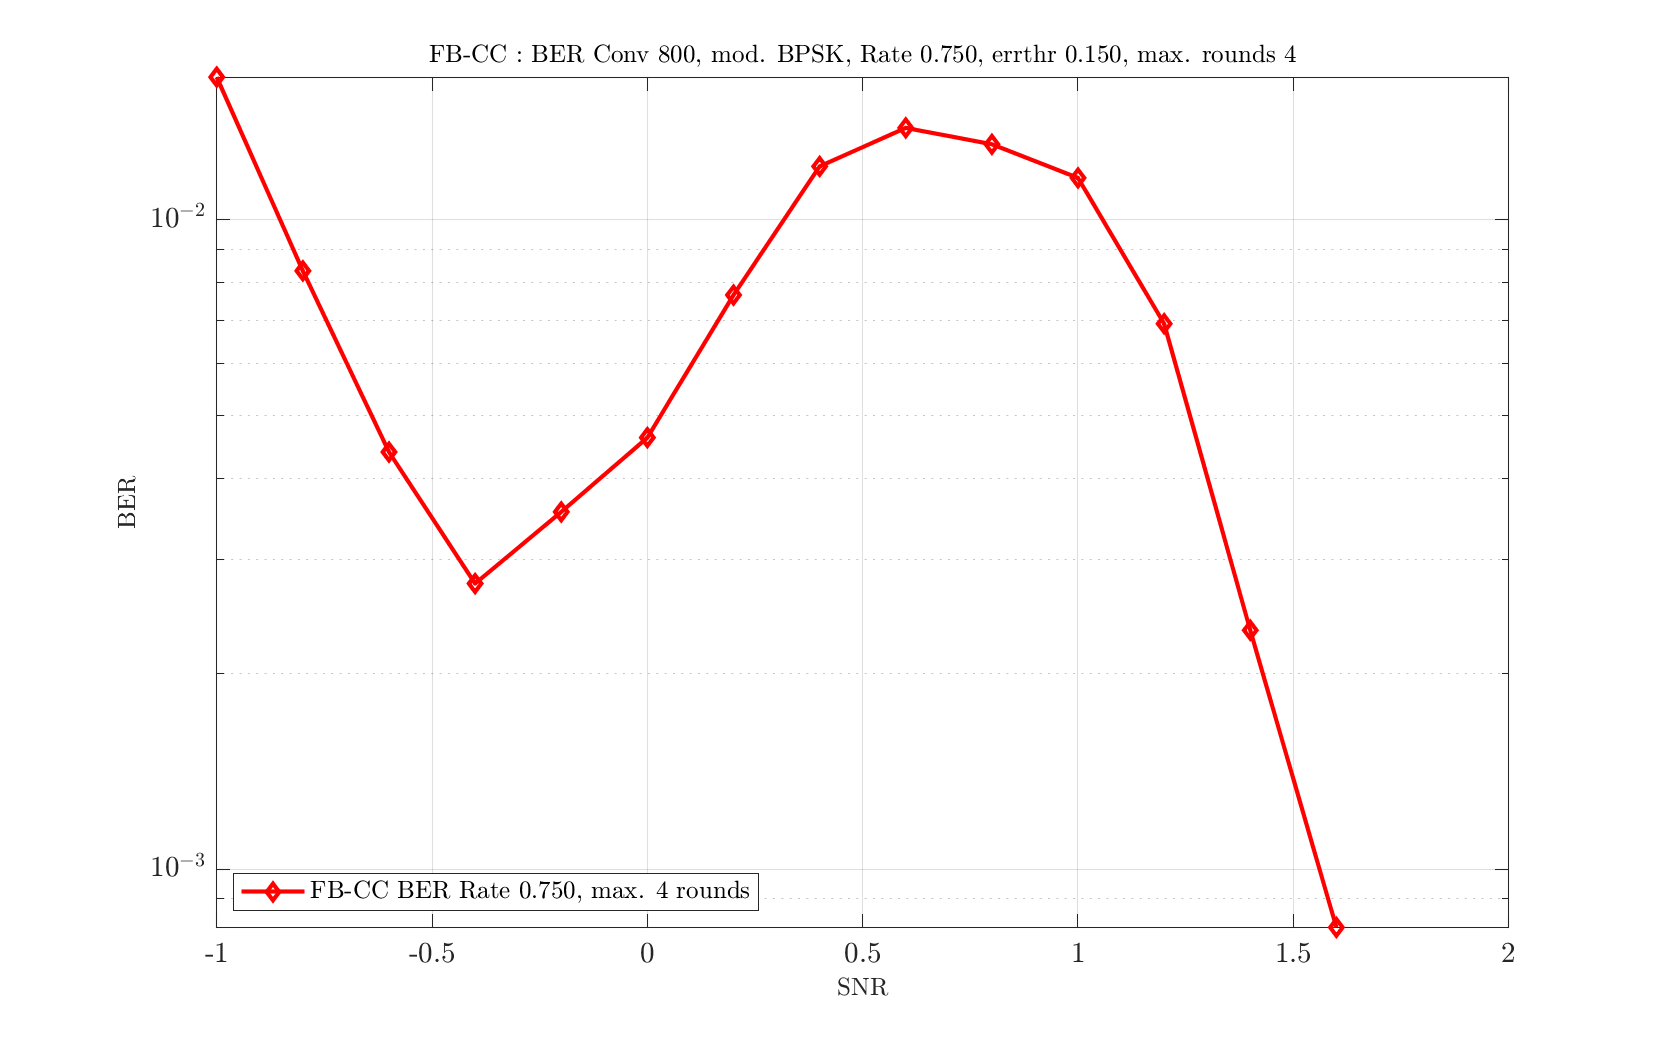 FB-CC : BER Conv 800, mod. BPSK, Rate 0.750, errthr 0.150, max. rounds 4
10⁻²
BER
10⁻³
FB-CC BER Rate 0.750, max. 4 rounds
-1 -0.5 0 0.5 1 1.5 2
SNR